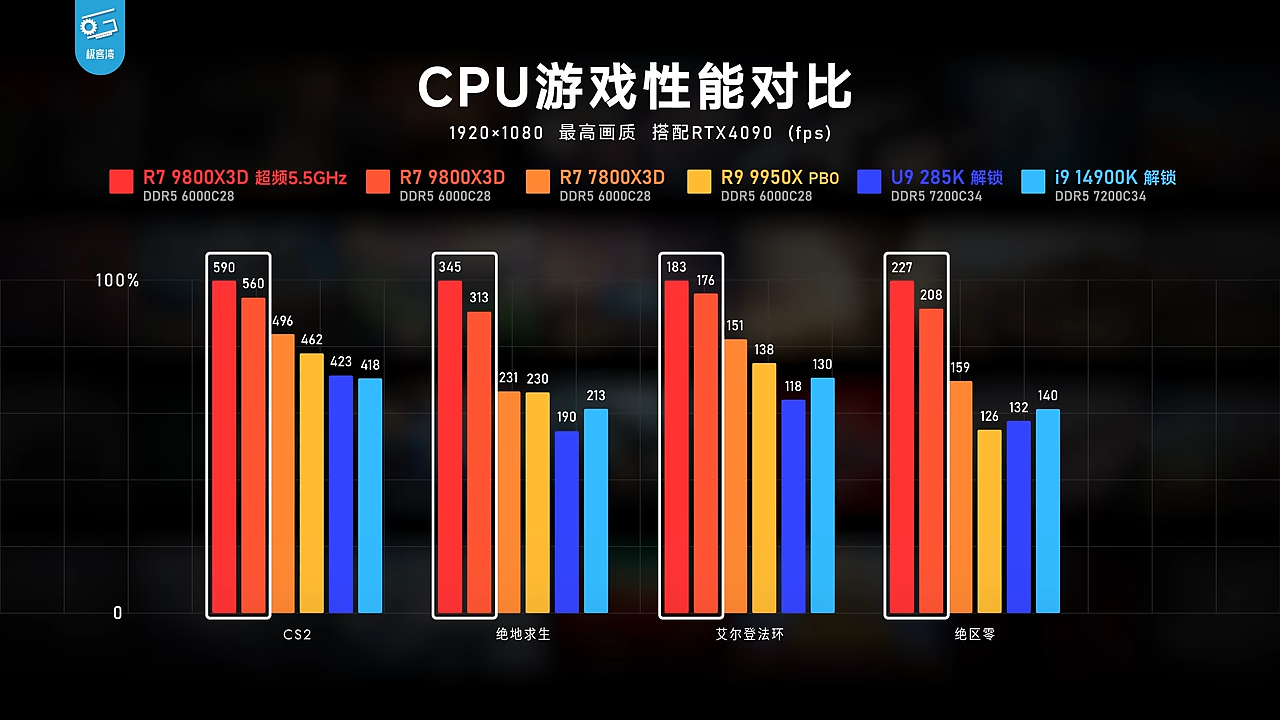 极客湾
CPU游戏性能对比
1920×1080 最高画质 搭配RTX4090 (fps)
R7 9800X3D 超频5.5GHz
DDR5 6000C28
R7 9800X3D
DDR5 6000C28
R7 7800X3D
DDR5 6000C28
R9 9950X PBO
DDR5 6000C28
U9 285K 解锁
DDR5 7200C34
i9 14900K 解锁
DDR5 7200C34
100%
0
590
560
496
462
423
418
CS2
345
313
231
230
190
213
绝地求生
183
176
151
138
118
130
艾尔登法环
227
208
159
126
132
140
绝区零